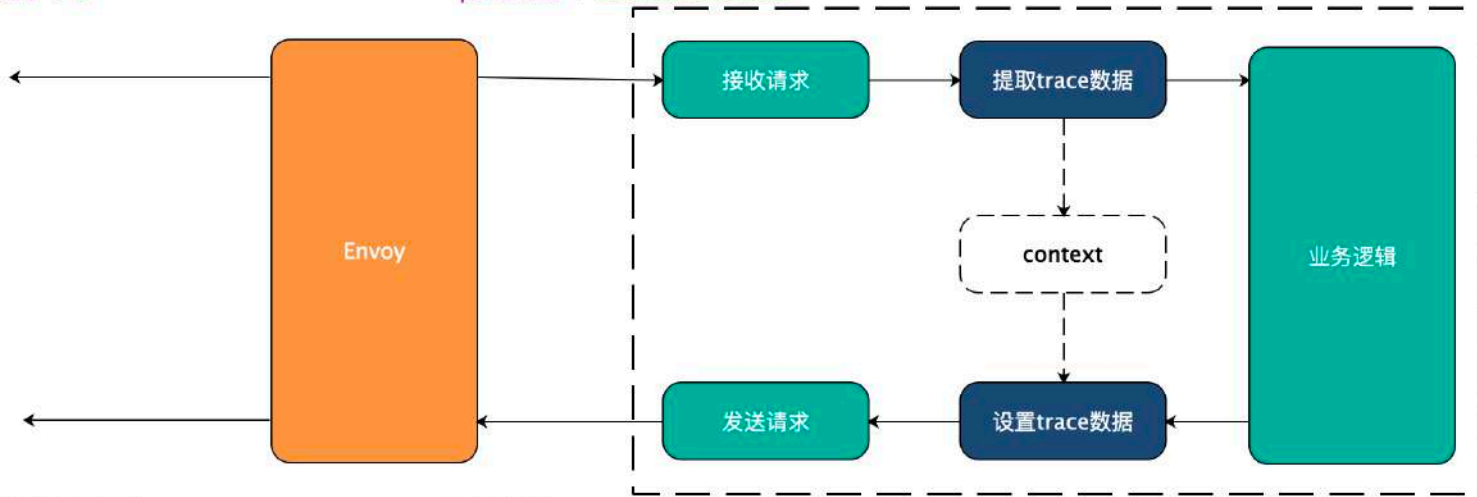 接收请求
提取trace数据
Envoy
context
业务逻辑
发送请求
设置trace数据